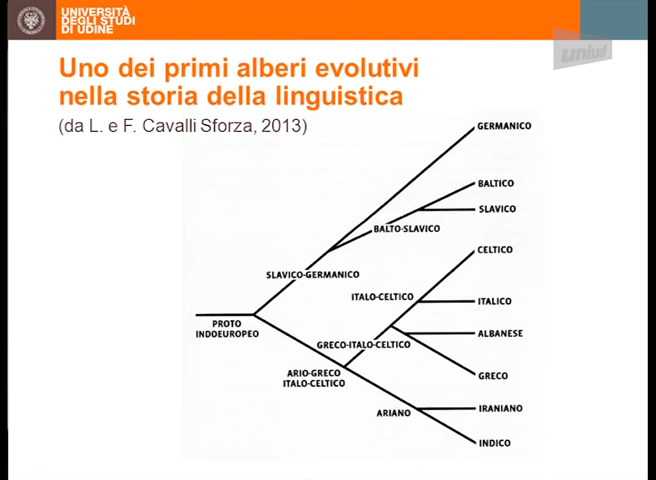 UNIVERSITÀ
DEGLI STUDI
DI UDINE
uniud
Uno dei primi alberi evolutivi
nella storia della linguistica
(da L. e F. Cavalli Sforza, 2013)
GERMANICO
BALTICO
SLAVICO
BALTO-SLAVICO
CELTICO
SLAVICO-GERMANICO
ITALO-CELTICO
ITALICO
PROTO
INDOEUROPEO
ALBANESE
GRECO-ITALO-CELTICO
ARIO-GRECO
ITALO-CELTICO
GRECO
ARIANO
IRANIANO
INDICO